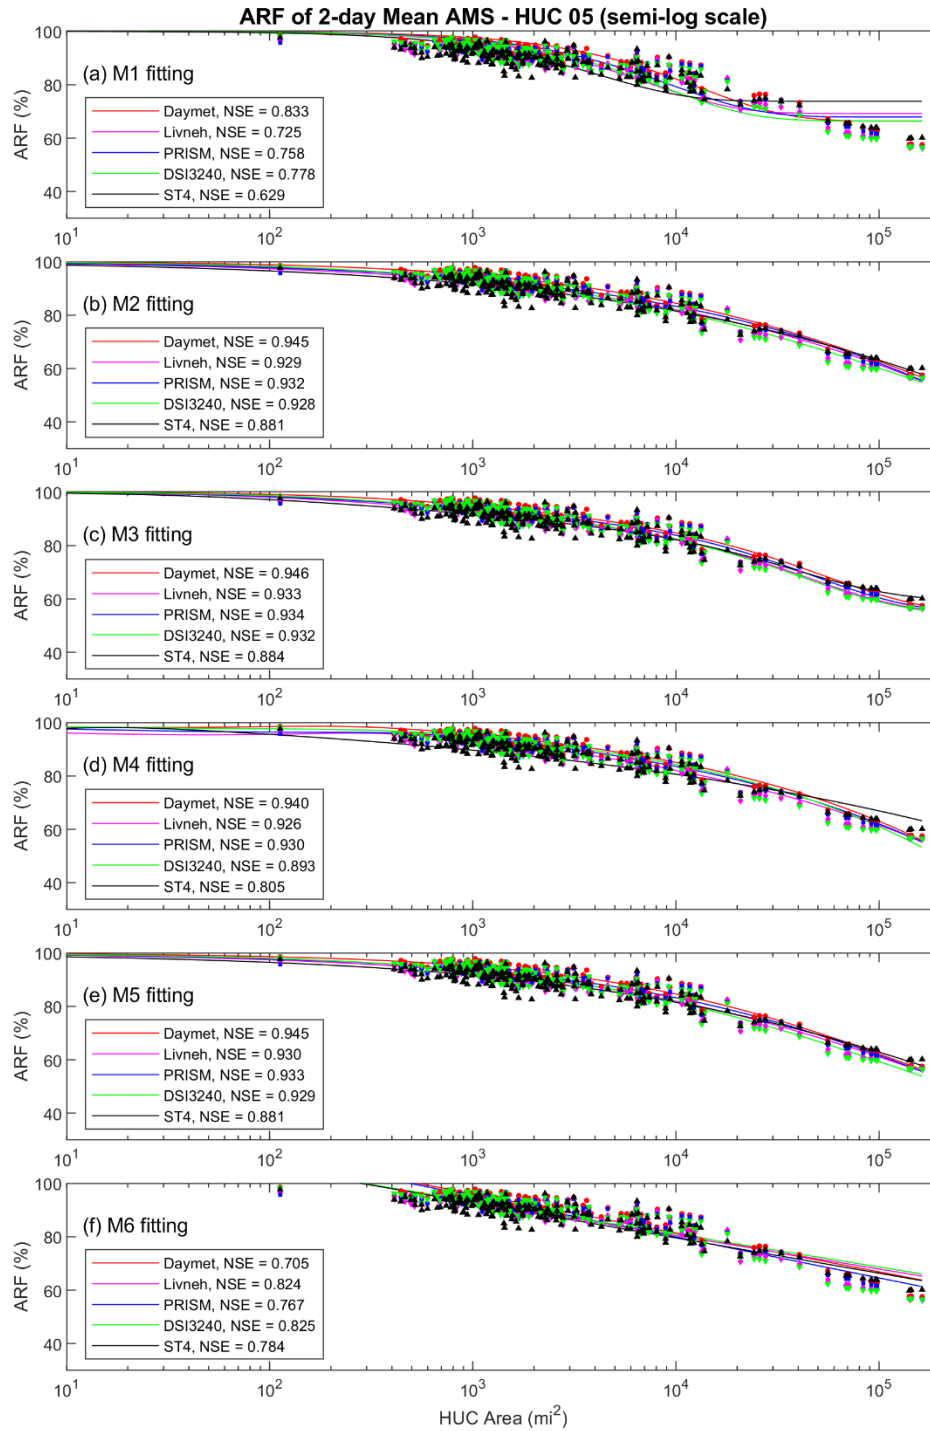 ARF of 2-day Mean AMS - HUC 05 (semi-log scale)
100
80
60
40
ARF (%)
(a) M1 fitting
Daymet, NSE = 0.833
Livneh, NSE = 0.725
PRISM, NSE = 0.758
DSI3240, NSE = 0.778
ST4, NSE = 0.629
10^1
10^2
10^3
10^4
10^5
100
80
60
40
ARF (%)
(b) M2 fitting
Daymet, NSE = 0.945
Livneh, NSE = 0.929
PRISM, NSE = 0.932
DSI3240, NSE = 0.928
ST4, NSE = 0.881
10^1
10^2
10^3
10^4
10^5
100
80
60
40
ARF (%)
(c) M3 fitting
Daymet, NSE = 0.946
Livneh, NSE = 0.933
PRISM, NSE = 0.934
DSI3240, NSE = 0.932
ST4, NSE = 0.884
10^1
10^2
10^3
10^4
10^5
100
80
60
40
ARF (%)
(d) M4 fitting
Daymet, NSE = 0.940
Livneh, NSE = 0.926
PRISM, NSE = 0.930
DSI3240, NSE = 0.893
ST4, NSE = 0.805
10^1
10^2
10^3
10^4
10^5
100
80
60
40
ARF (%)
(e) M5 fitting
Daymet, NSE = 0.945
Livneh, NSE = 0.930
PRISM, NSE = 0.933
DSI3240, NSE = 0.929
ST4, NSE = 0.881
10^1
10^2
10^3
10^4
10^5
100
80
60
40
ARF (%)
(f) M6 fitting
Daymet, NSE = 0.705
Livneh, NSE = 0.824
PRISM, NSE = 0.767
DSI3240, NSE = 0.825
ST4, NSE = 0.784
10^1
10^2
10^3
10^4
10^5
HUC Area (mi^2)